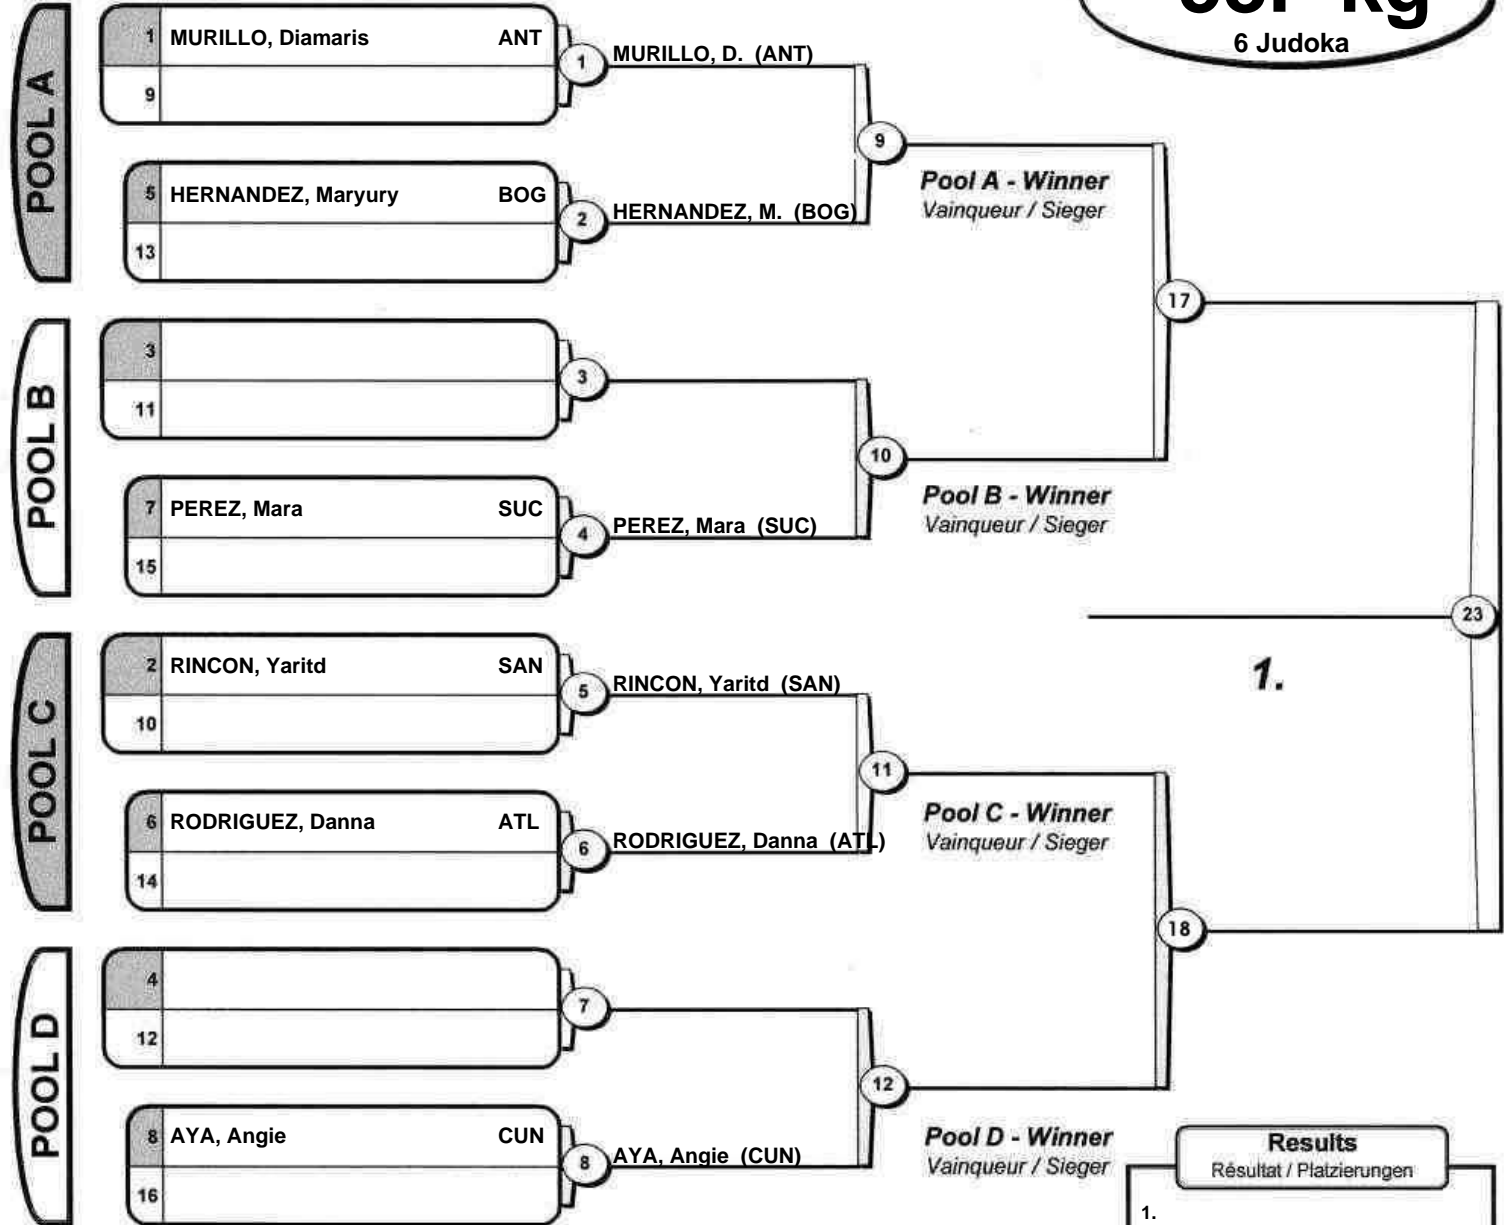 kg
6 Judoka
POOL A
1 MURILLO, Diamaris ANT
9
1
MURILLO, D. (ANT)
5 HERNANDEZ, Maryury BOG
13
2
HERNANDEZ, M. (BOG)
9
Pool A - Winner
Vainqueur / Sieger
POOL B
3
11
3
7 PEREZ, Mara SUC
15
4
PEREZ, Mara (SUC)
10
Pool B - Winner
Vainqueur / Sieger
17
POOL C
2 RINCON, Yaritd SAN
10
5
RINCON, Yaritd (SAN)
6 RODRIGUEZ, Danna ATL
14
6
RODRIGUEZ, Danna (ATL)
11
Pool C - Winner
Vainqueur / Sieger
23
1.
POOL D
4
12
7
8 AYA, Angie CUN
16
8
AYA, Angie (CUN)
12
Pool D - Winner
Vainqueur / Sieger
18
Results
Résultat / Platzierungen
1.